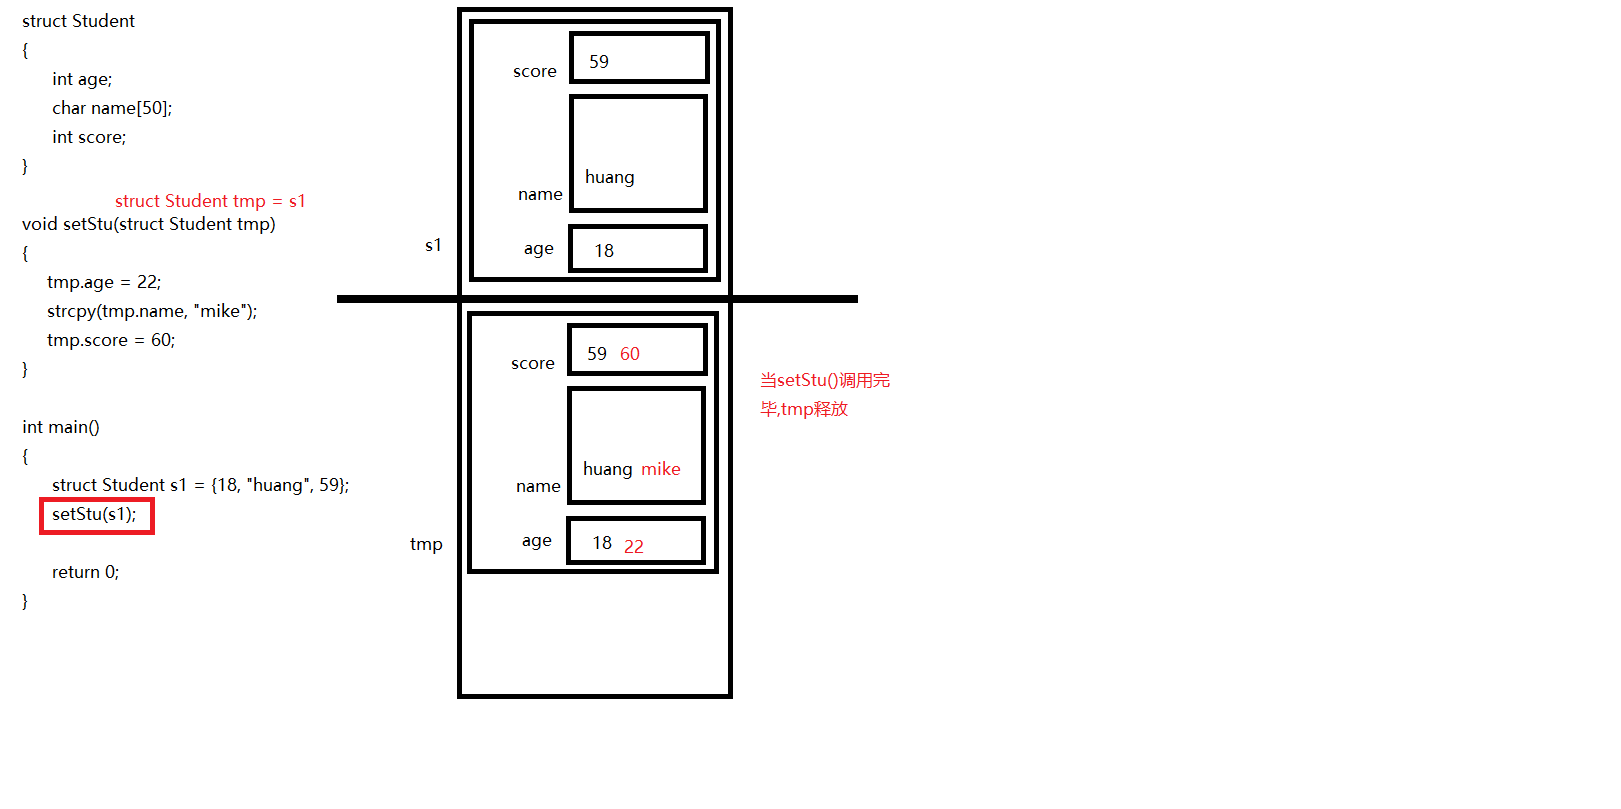 struct Student
{
int age;
char name[50];
int score;
}
struct Student tmp = s1
void setStu(struct Student tmp)
{
tmp.age = 22;
strcpy(tmp.name, "mike");
tmp.score = 60;
}
int main()
{
struct Student s1 = {18, "huang", 59};
setStu(s1);
return 0;
}
s1
score 59
name huang
age 18
tmp
score 59 60
name huang mike
age 18 22
当setStu()调用完
毕,tmp释放